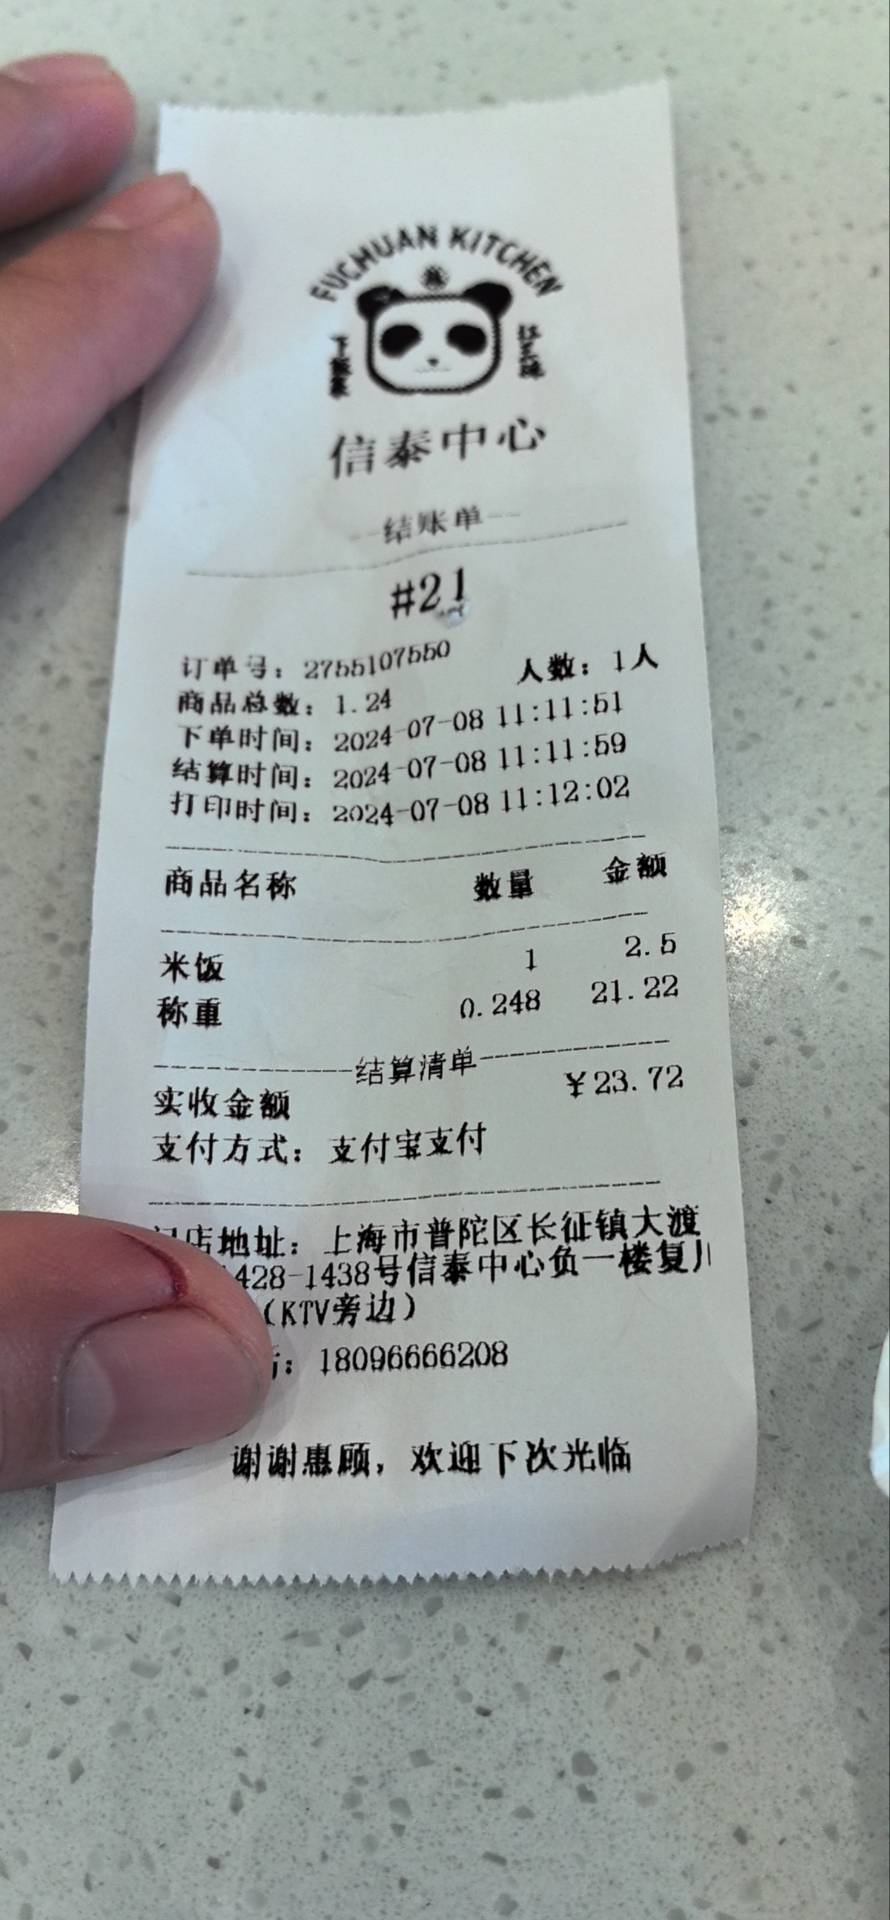 FUCHUAN KITCHEN
信泰中心
--结账单--
#21
订单号：2755107550 人数：1人
商品总数：1.24
下单时间：2024-07-08 11:11:51
结算时间：2024-07-08 11:11:59
打印时间：2024-07-08 11:12:02
商品名称 数量 金额
米饭 1 2.5
称重 0.248 21.22
结算清单
实收金额 ￥23.72
支付方式：支付宝支付
门店地址：上海市普陀区长征镇大渡
428-1438号信泰中心负一楼复川
（KTV旁边）
：18096666208
谢谢惠顾，欢迎下次光临